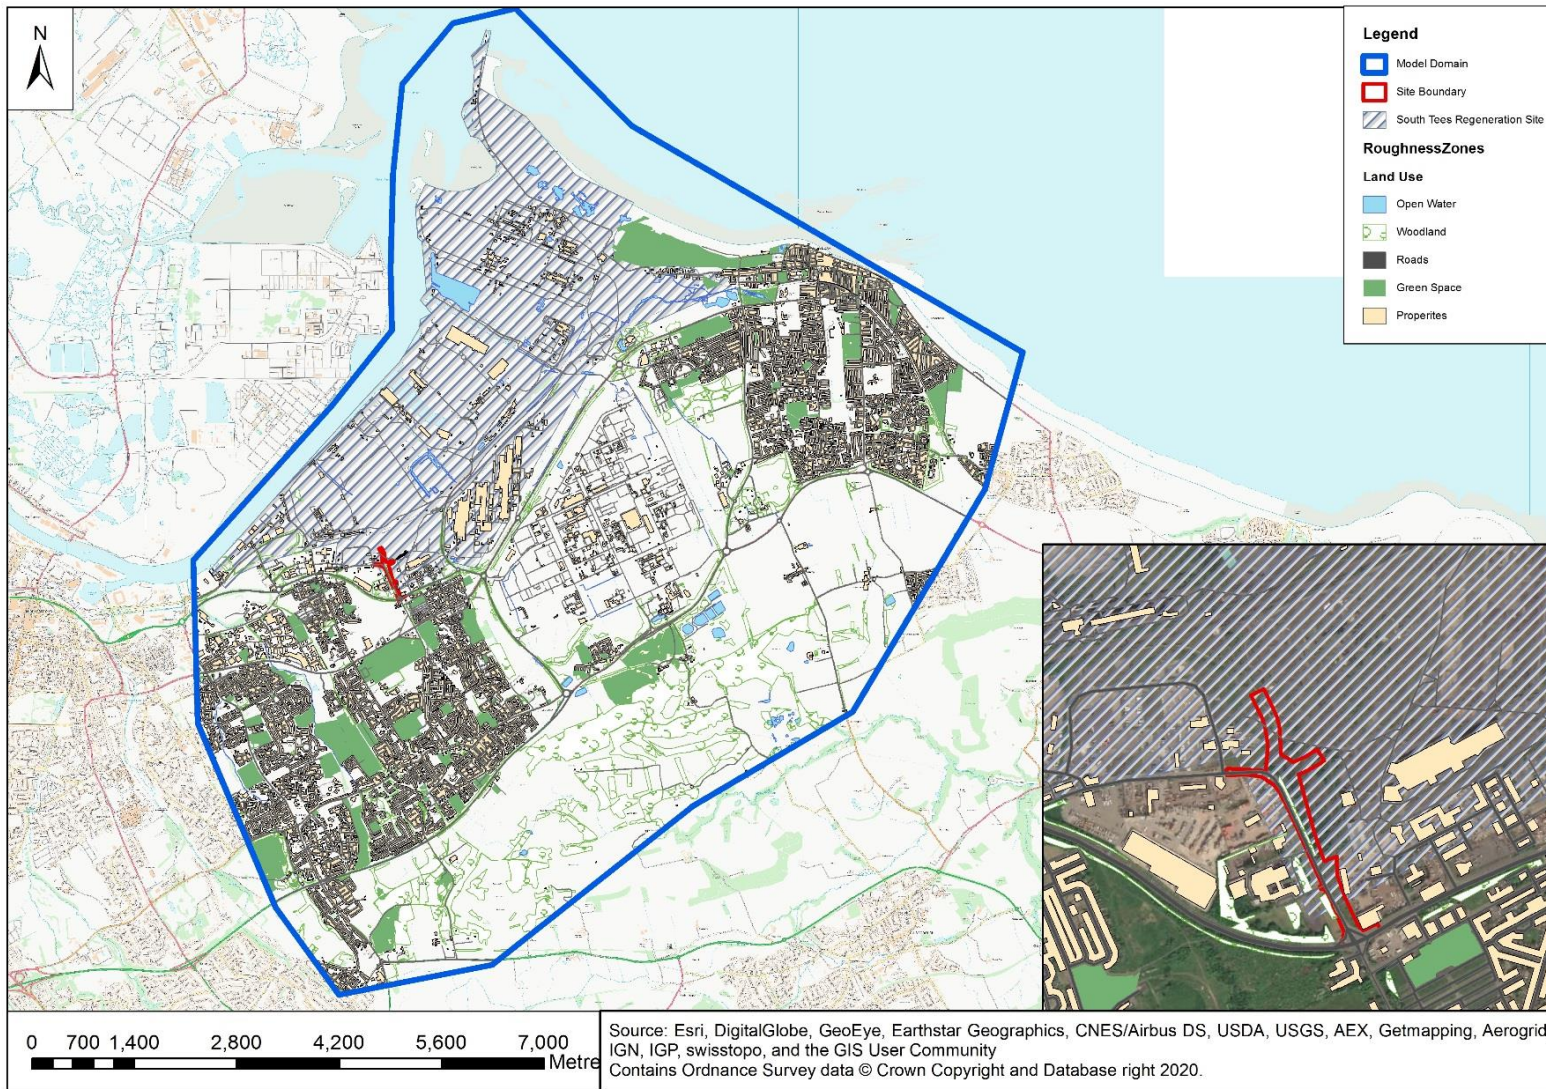 N
Legend
Model Domain
Site Boundary
South Tees Regeneration Site
RoughnessZones
Land Use
Open Water
Woodland
Roads
Green Space
Properites
0 700 1,400 2,800 4,200 5,600 7,000
Metre
Source: Esri, DigitalGlobe, GeoEye, Earthstar Geographics, CNES/Airbus DS, USDA, USGS, AEX, Getmapping, Aerogrid
IGN, IGP, swisstopo, and the GIS User Community
Contains Ordnance Survey data © Crown Copyright and Database right 2020.